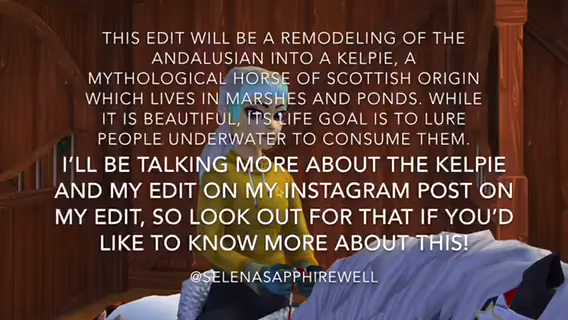 THIS EDIT WILL BE A REMODELING OF THE
ANDALUSIAN INTO A KELPIE, A
MYTHOLOGICAL HORSE OF SCOTTISH ORIGIN
WHICH LIVES IN MARSHES AND PONDS. WHILE
IT IS BEAUTIFUL, ITS LIFE GOAL IS TO LURE
PEOPLE UNDERWATER TO CONSUME THEM.
I'LL BE TALKING MORE ABOUT THE KELPIE
AND MY EDIT ON MY INSTAGRAM POST ON
MY EDIT, SO LOOK OUT FOR THAT IF YOU'D
LIKE TO KNOW MORE ABOUT THIS!
@SELENASAPPHIREWELL